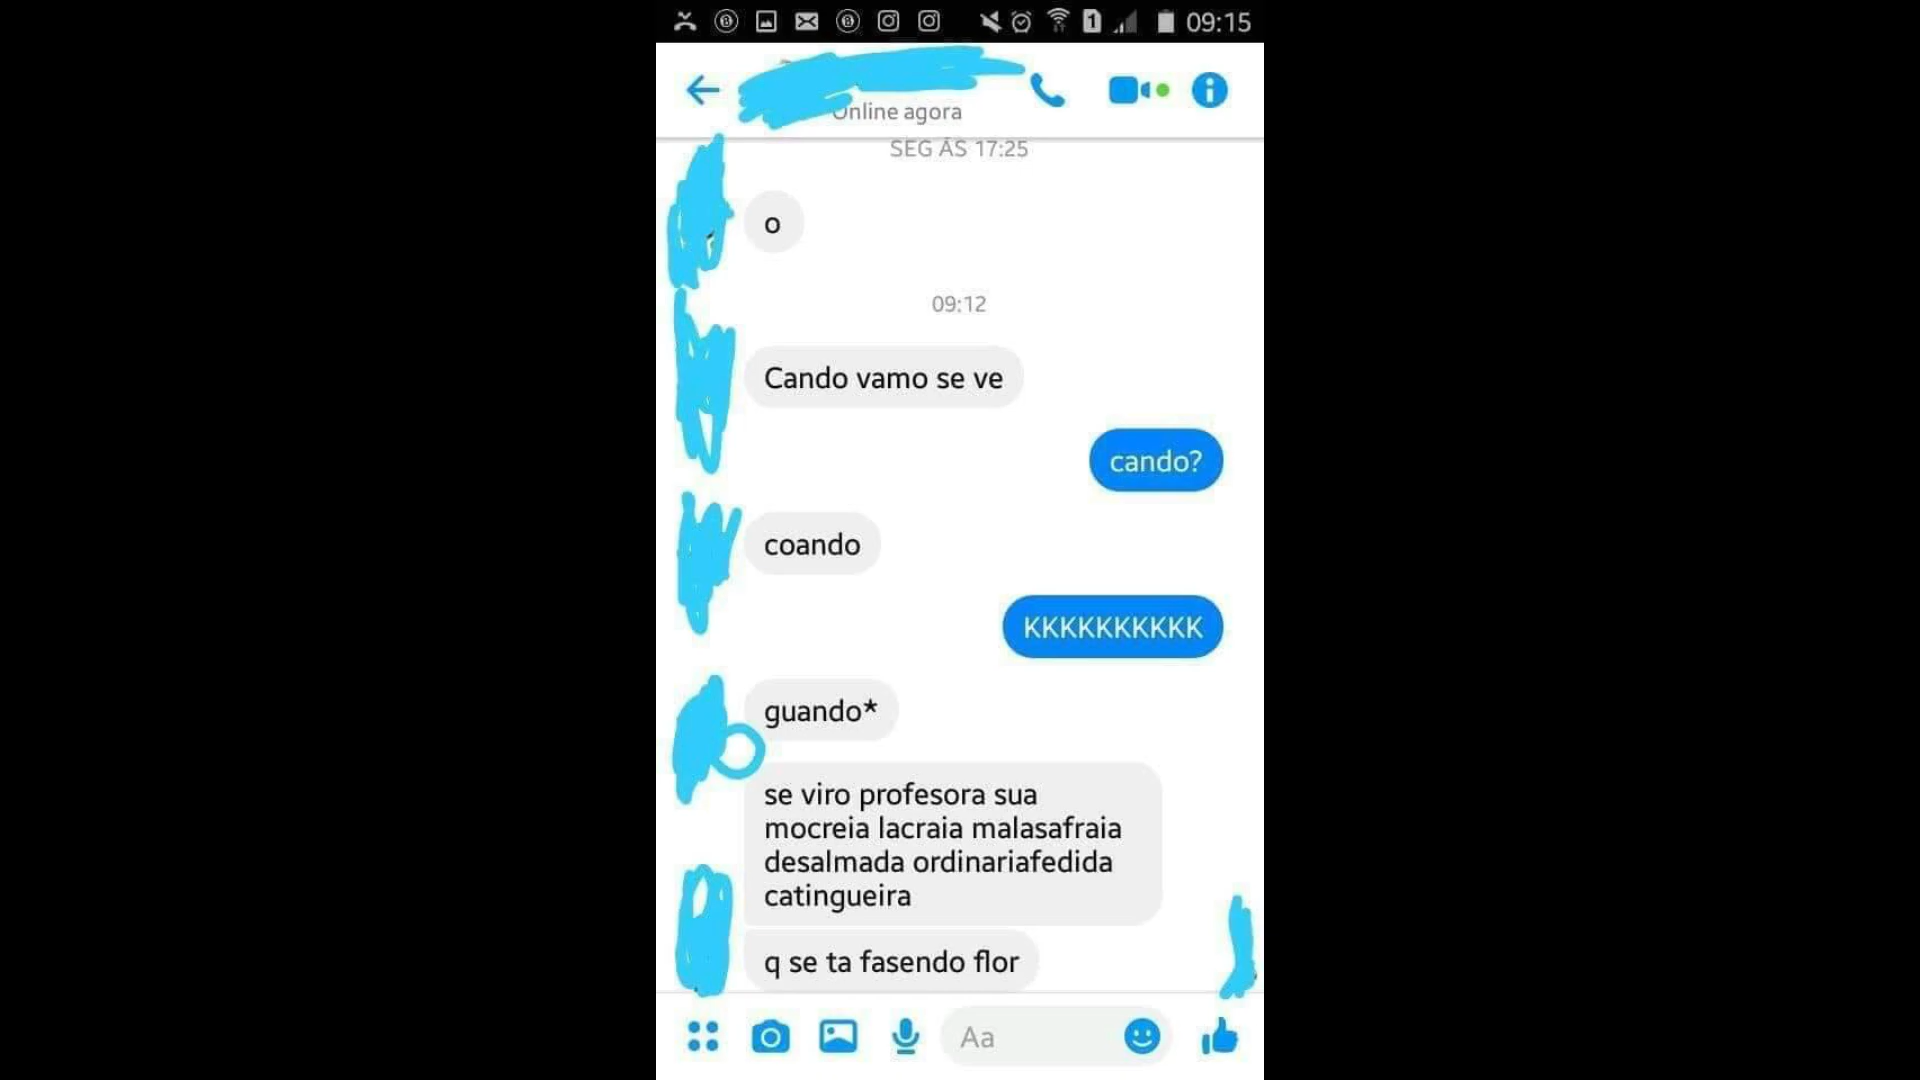 09:15
Online agora
SEG ÀS 17:25
o
09:12
Cando vamo se ve
cando?
coando
KKKKKKKKKK
guando*
se viro profesora sua
mocreia lacraia malasafraia
desalmada ordinariafedida
catingueira
q se ta fasendo flor
Aa